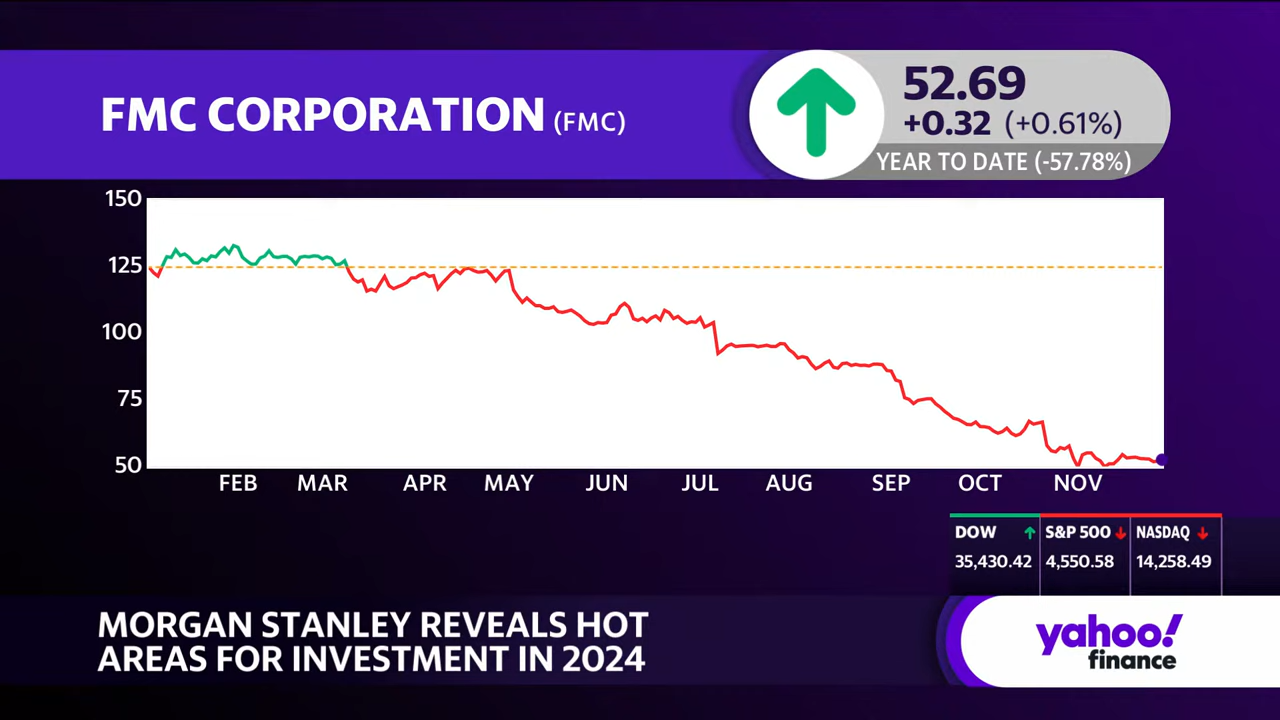 FMC CORPORATION (FMC)
52.69
+0.32 (+0.61%)
YEAR TO DATE (-57.78%)
150
125
100
75
50
FEB MAR APR MAY JUN JUL AUG SEP OCT NOV
DOW S&P 500 NASDAQ
35,430.42 4,550.58 14,258.49
MORGAN STANLEY REVEALS HOT
AREAS FOR INVESTMENT IN 2024
yahoo!
finance